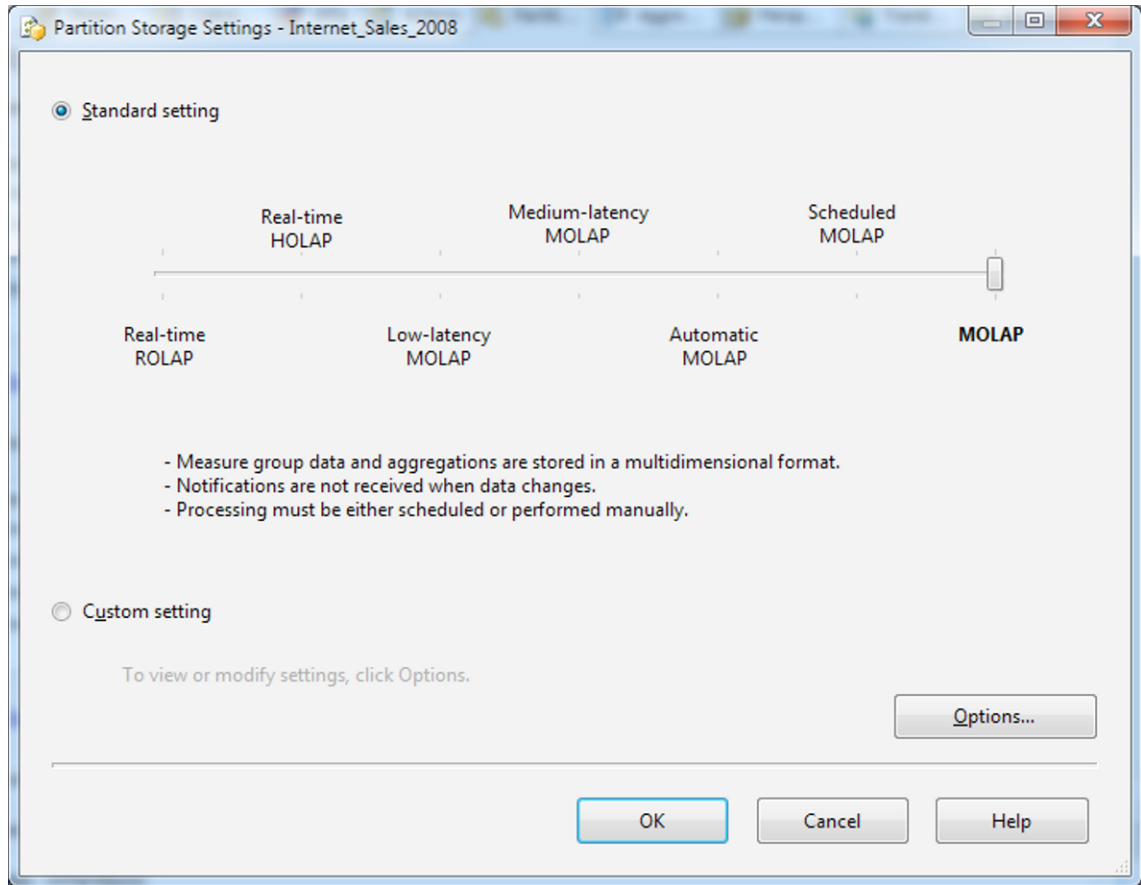 Partition Storage Settings - Internet_Sales_2008
Standard setting
Real-time
HOLAP
Medium-latency
MOLAP
Scheduled
MOLAP
Real-time
ROLAP
Low-latency
MOLAP
Automatic
MOLAP
MOLAP
- Measure group data and aggregations are stored in a multidimensional format.
- Notifications are not received when data changes.
- Processing must be either scheduled or performed manually.
Custom setting
To view or modify settings, click Options.
Options...
OK
Cancel
Help